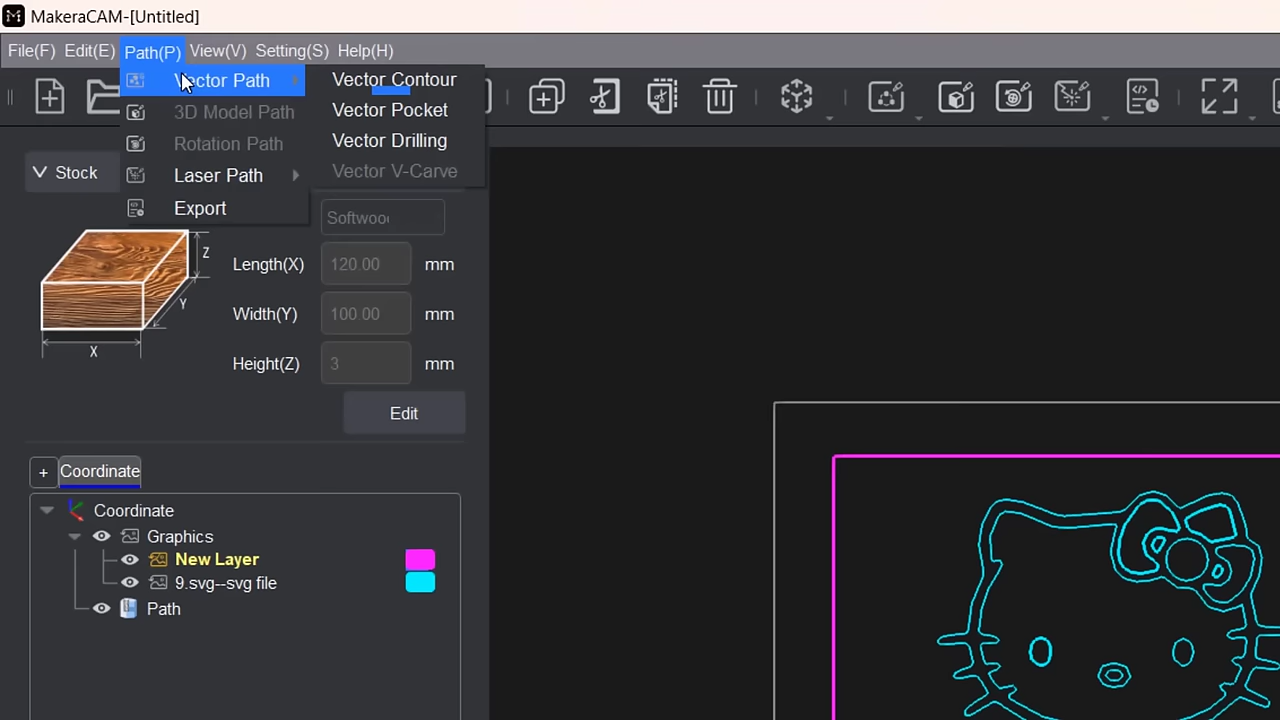 MakeraCAM-[Untitled]
File(F) Edit(E) Path(P) View(V) Setting(S) Help(H)
Vector Path
3D Model Path
Rotation Path
Laser Path
Export
Vector Contour
Vector Pocket
Vector Drilling
Vector V-Carve
Stock
Z
Y
X
Length(X) 120.00 mm
Width(Y) 100.00 mm
Height(Z) 3 mm
Edit
+ Coordinate
Coordinate
Graphics
New Layer
9.svg--svg file
Path